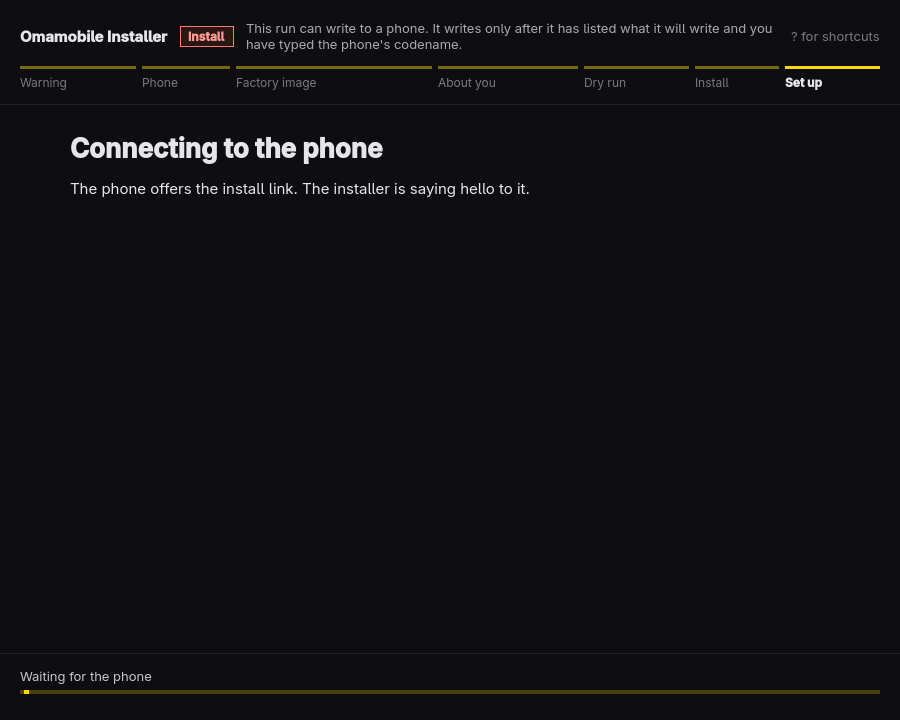 Omamobile Installer
Install
This run can write to a phone. It writes only after it has listed what it will write and you
have typed the phone's codename.
? for shortcuts
Warning
Phone
Factory image
About you
Dry run
Install
Set up
Connecting to the phone
The phone offers the install link. The installer is saying hello to it.
Waiting for the phone